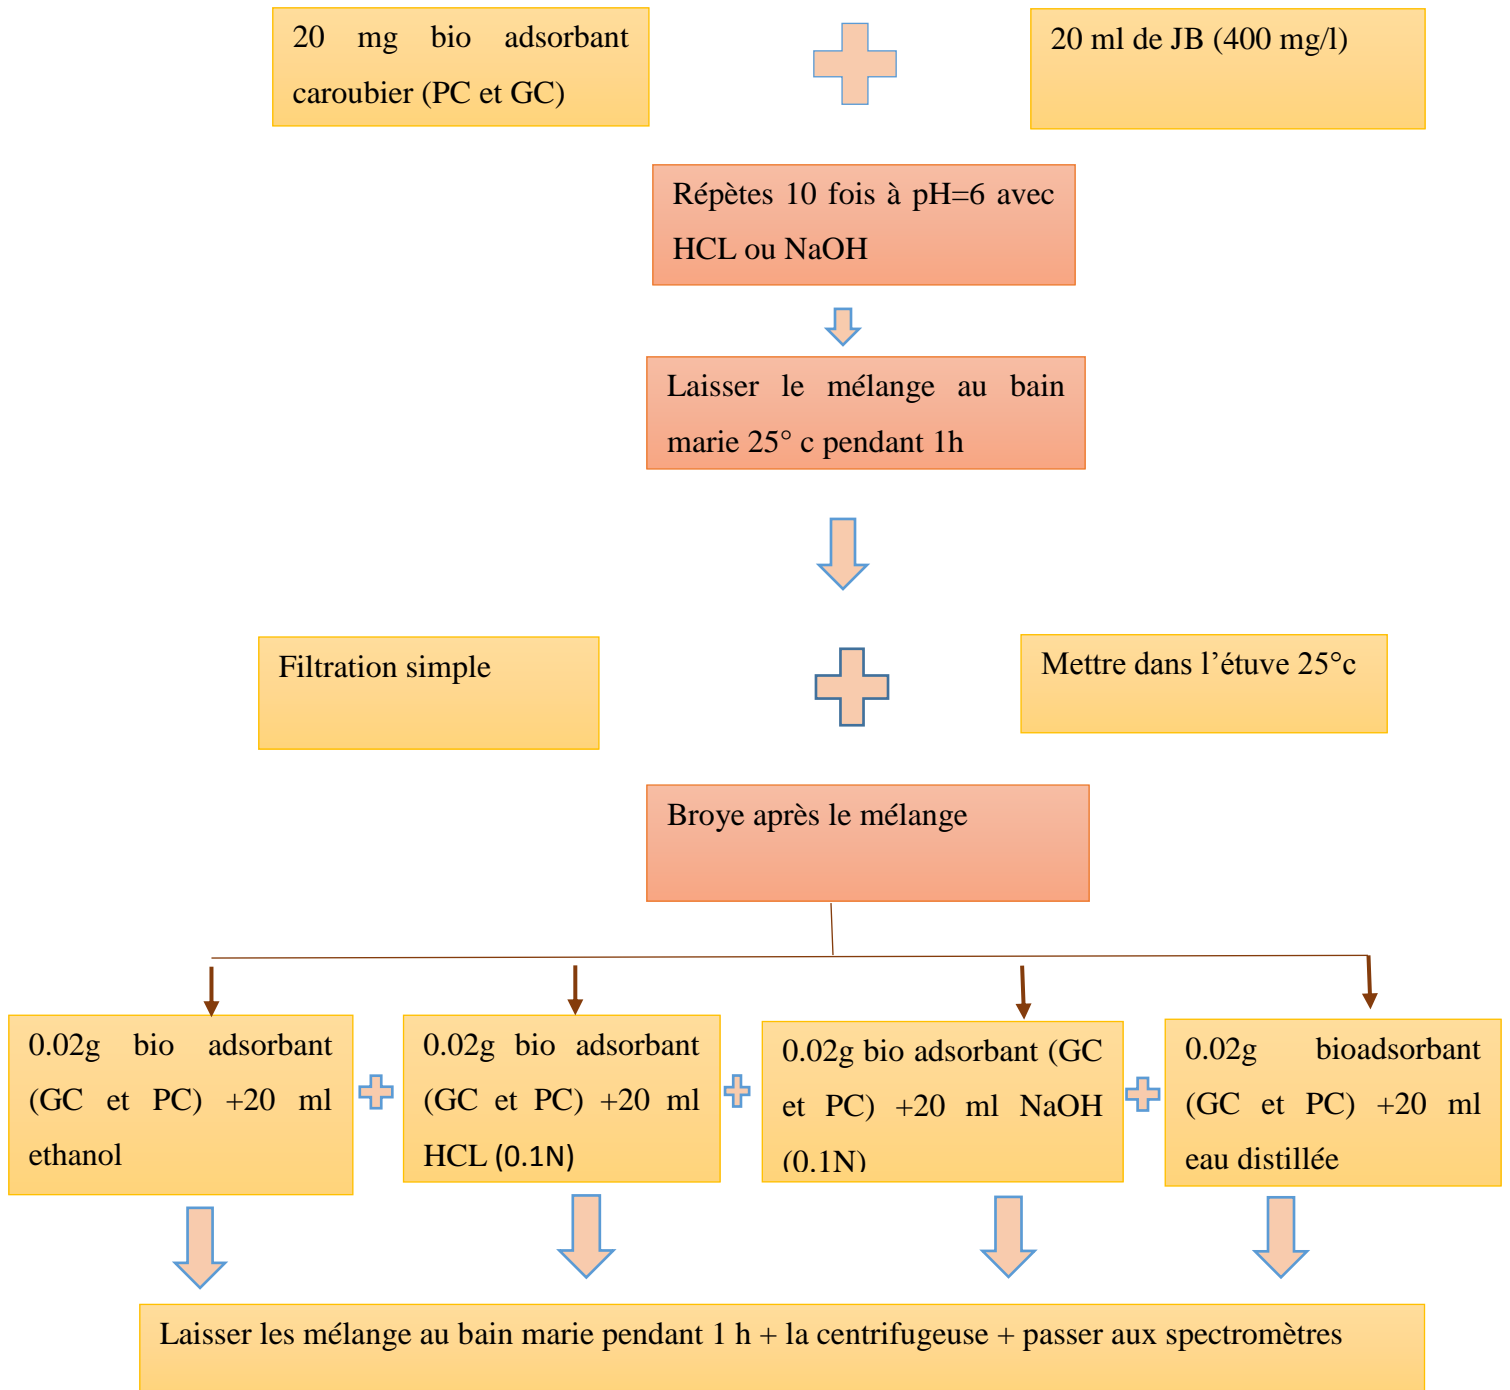 20 mg bio adsorbant
caroubier (PC et GC)
20 ml de JB (400 mg/l)
Répètes 10 fois à pH=6 avec
HCL ou NaOH
Laisser le mélange au bain
marie 25° c pendant 1h
Filtration simple
Mettre dans l’étuve 25°c
Broye après le mélange
0.02g bio adsorbant
(GC et PC) +20 ml
ethanol
0.02g bio adsorbant
(GC et PC) +20 ml
HCL (0.1N)
0.02g bio adsorbant (GC
et PC) +20 ml NaOH
(0.1N)
0.02g bioadsorbant
(GC et PC) +20 ml
eau distillée
Laisser les mélange au bain marie pendant 1 h + la centrifugeuse + passer aux spectromètres